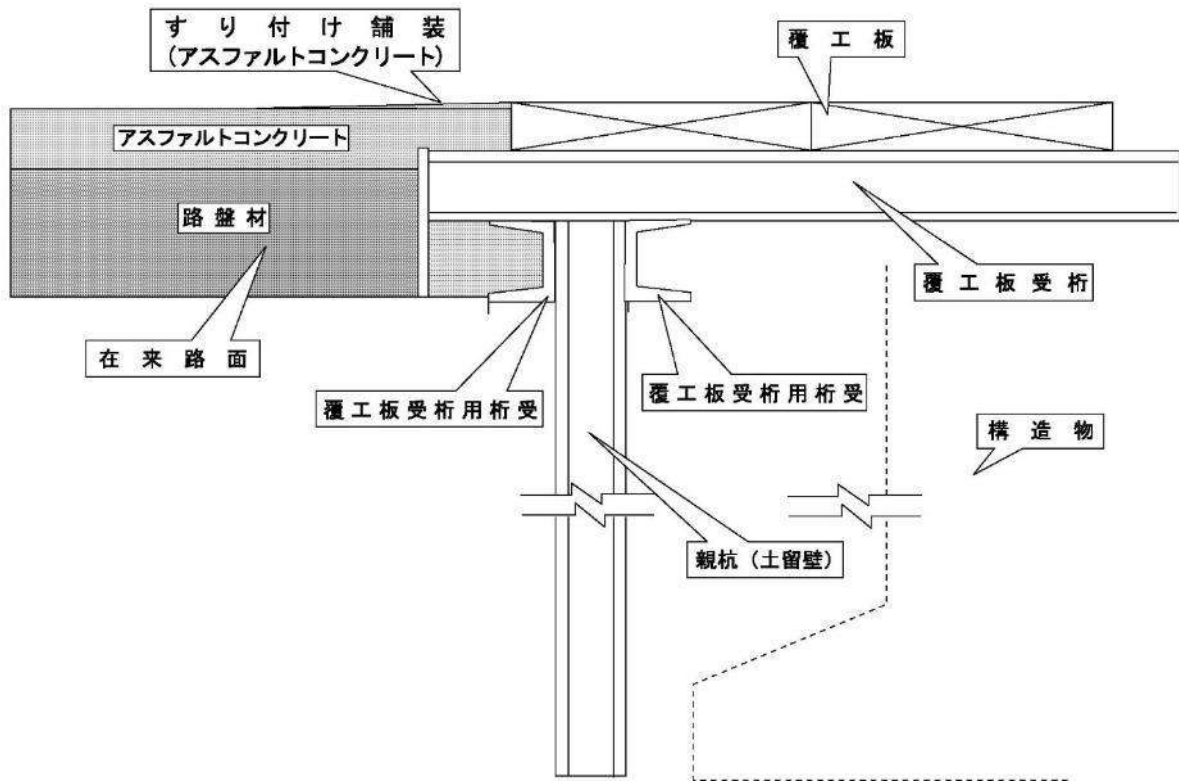 すり付け舗装
(アスファルトコンクリート)
覆工板
アスファルトコンクリート
路盤材
覆工板受桁
在来路面
覆工板受桁用桁受
覆工板受桁用桁受
構造物
親杭(土留壁)